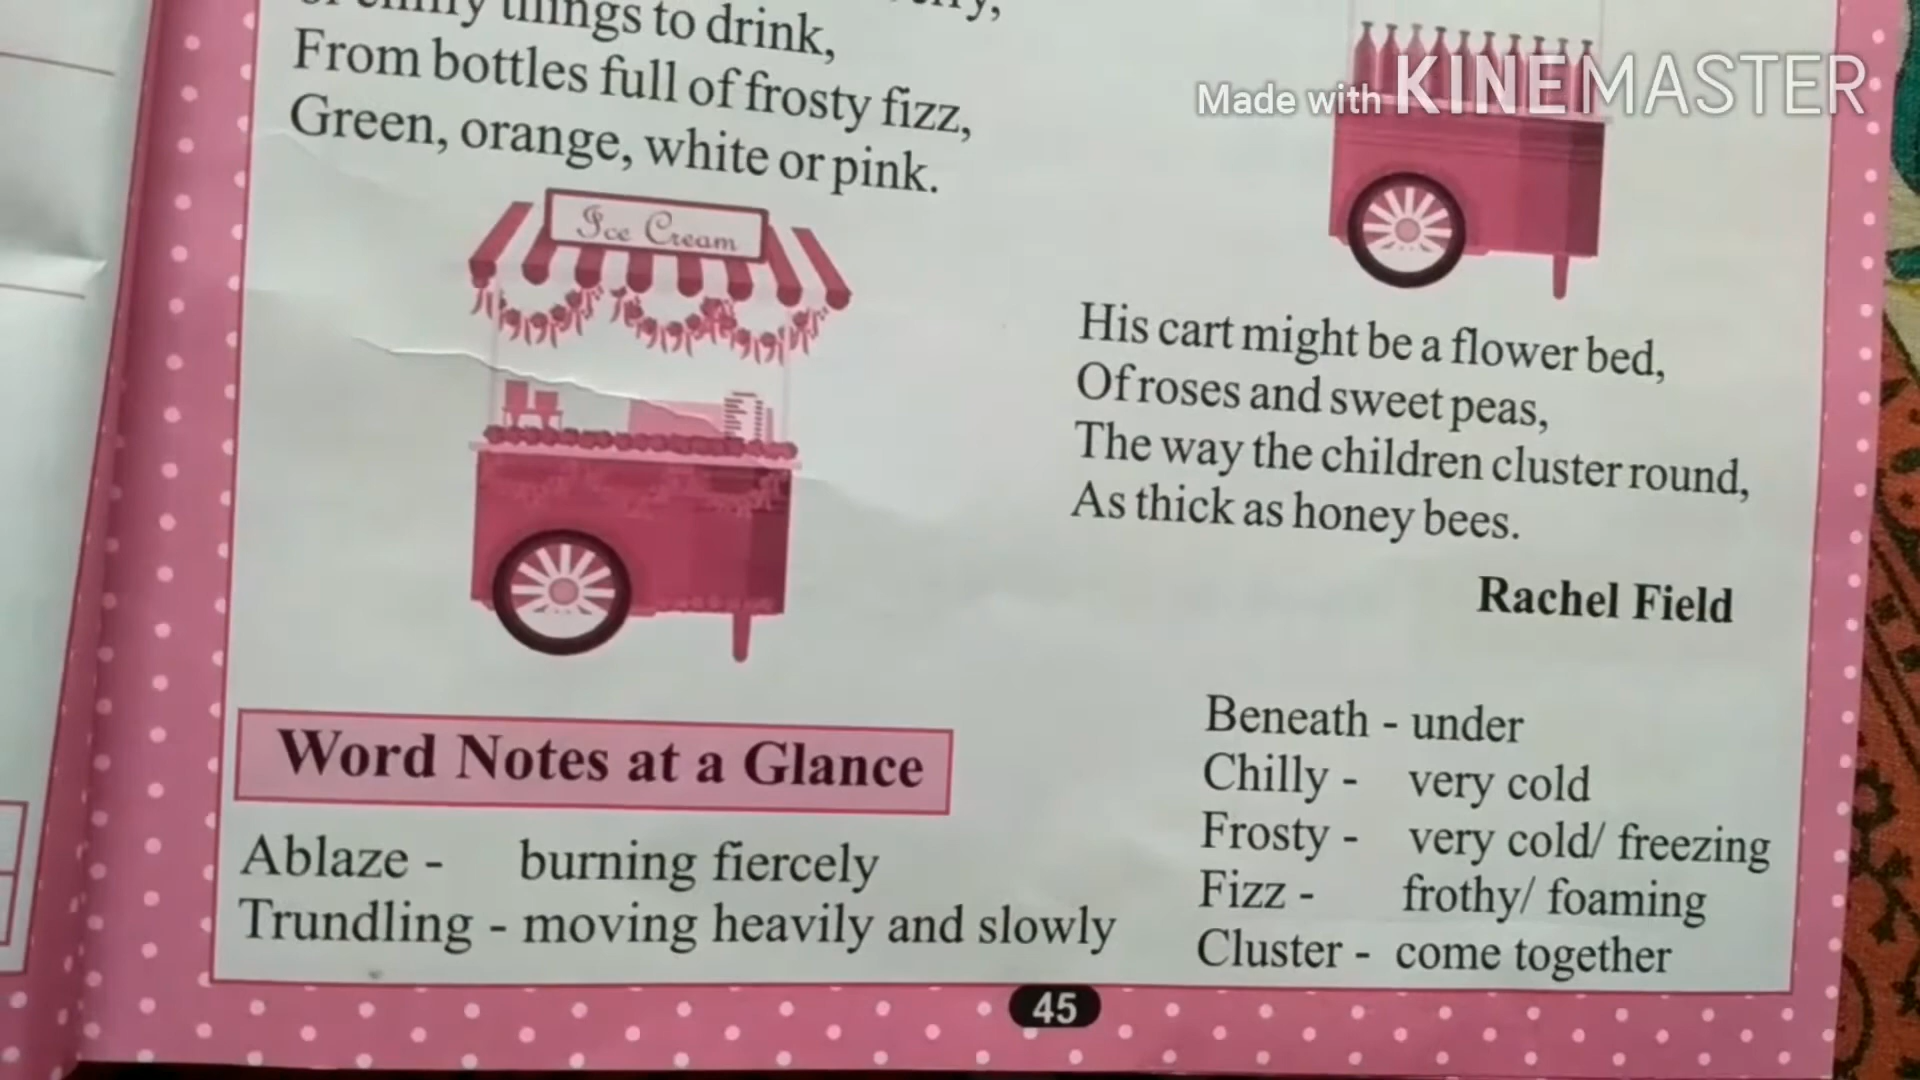 things to drink,
From bottles full of frosty fizz,
Green, orange, white or pink.
Ice Cream
Made with KINEMASTER
His cart might be a flower bed,
Of roses and sweet peas,
The way the children cluster round,
As thick as honey bees.
Rachel Field
Word Notes at a Glance
Ablaze - burning fiercely
Trundling - moving heavily and slowly
Beneath - under
Chilly - very cold
Frosty - very cold/ freezing
Fizz - frothy/ foaming
Cluster - come together
45